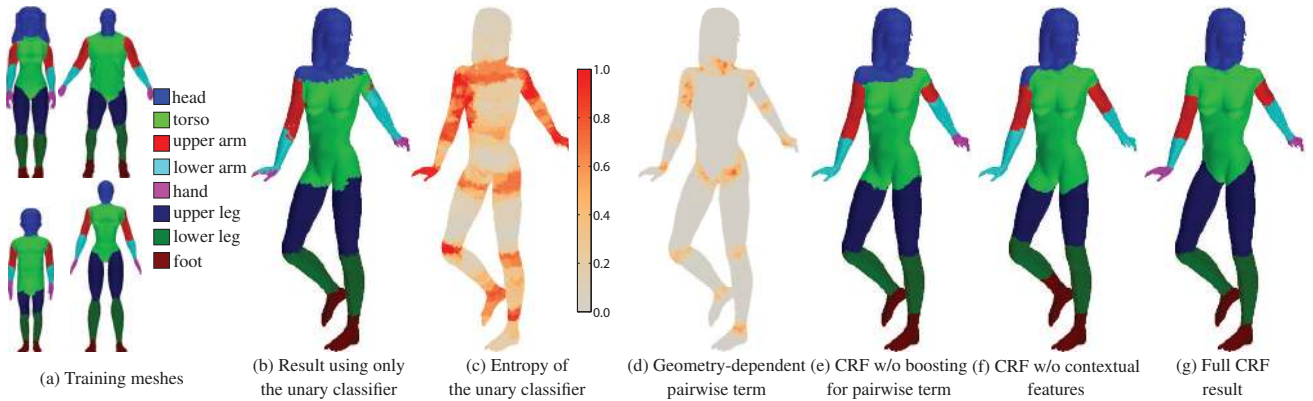 head
torso
upper arm
lower arm
hand
upper leg
lower leg
foot
1.0
0.8
0.6
0.4
0.2
0.0
(a) Training meshes
(b) Result using only
the unary classifier
(c) Entropy of
the unary classifier
(d) Geometry-dependent
pairwise term
(e) CRF w/o boosting
for pairwise term
(f) CRF w/o contextual
features
(g) Full CRF
result